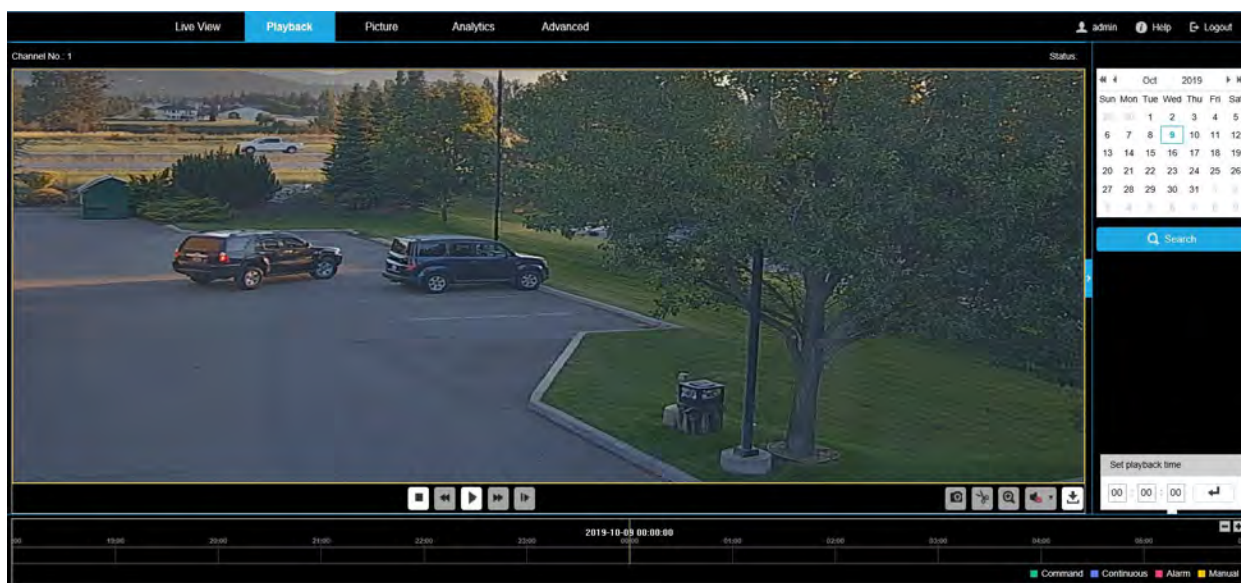 Live View Playback Picture Analytics Advanced admin Help Logout
Channel No.: 1 Status:
Oct 2019
Sun Mon Tue Wed Thu Fri Sat
1 2 3 4 5
6 7 8 9 10 11 12
13 14 15 16 17 18 19
20 21 22 23 24 25 26
27 28 29 30 31
Search
Set playback time
00 : 00 : 00
2019-10-09 00:00:00
19:00 20:00 21:00 22:00 23:00 00:00 01:00 02:00 03:00 04:00
Command Continuous Alarm Manual